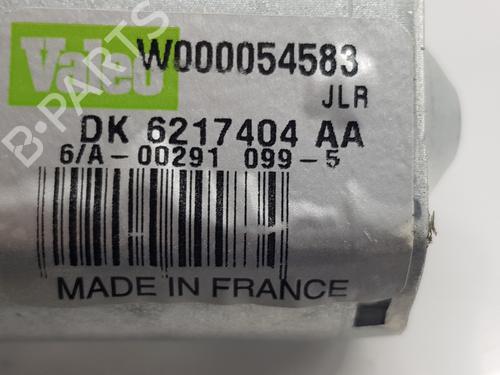 Valeo W000054583
JLR
DK 6217404 AA
6/A-00291 099-5
MADE IN FRANCE
B-PARTS